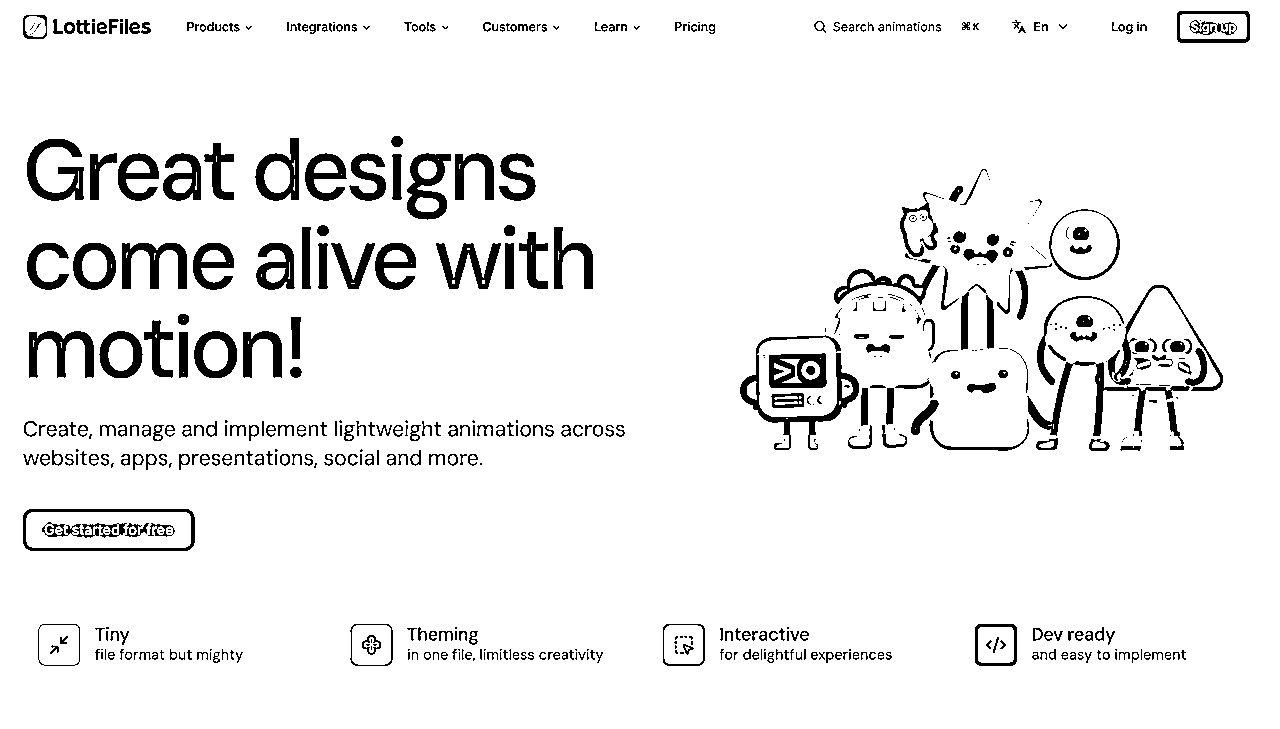 LottieFiles
Products
Integrations
Tools
Customers
Learn
Pricing
Search animations
⌘K
En
Log in
Sign up
Great designs
come alive with
motion!
Create, manage and implement lightweight animations across
websites, apps, presentations, social and more.
Get started for free
Tiny
file format but mighty
Theming
in one file, limitless creativity
Interactive
for delightful experiences
Dev ready
and easy to implement